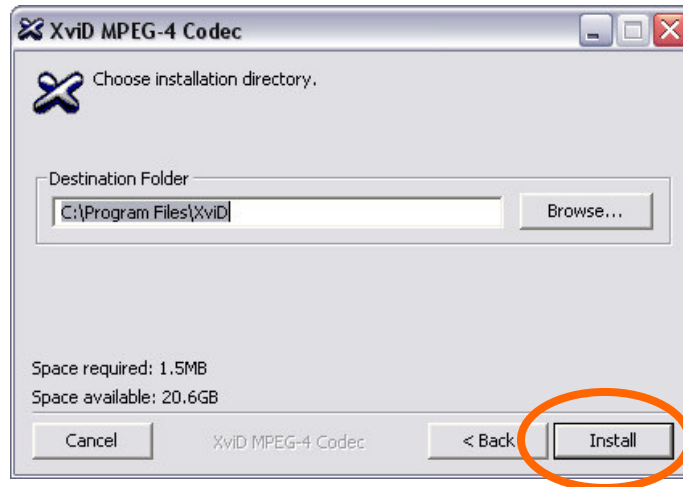 XviD MPEG-4 Codec
Choose installation directory.
Destination Folder
C:\Program Files\XviD
Browse...
Space required: 1.5MB
Space available: 20.6GB
Cancel
XviD MPEG-4 Codec
< Back
Install